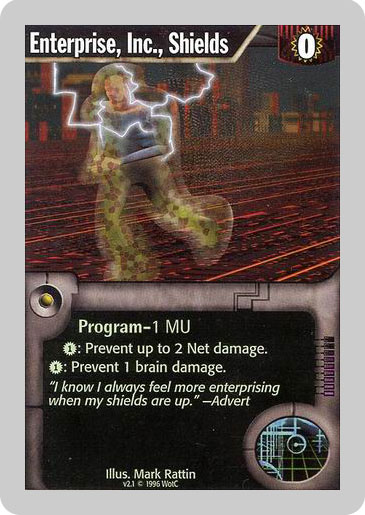 Enterprise, Inc., Shields 0
Program–1 MU
1: Prevent up to 2 Net damage.
1: Prevent 1 brain damage.
“I know I always feel more enterprising
when my shields are up.” –Advert
Illus. Mark Rattin
v2.1 © 1996 WotC